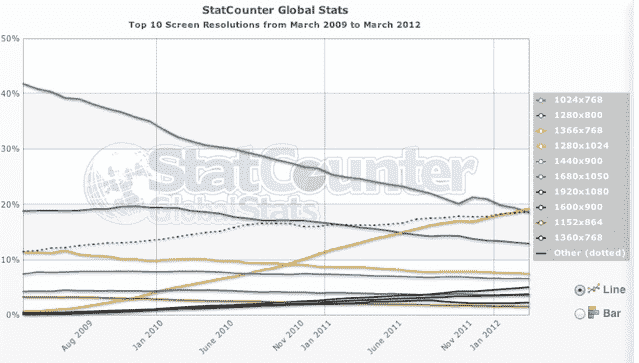 StatCounter Global Stats
Top 10 Screen Resolutions from March 2009 to March 2012
50%
40%
30%
20%
10%
0%
StatCounter
GlobalStats
Aug 2009
Jan 2010
June 2010
Nov 2010
Jan 2011
June 2011
Nov 2011
Jan 2012
1024x768
1280x800
1366x768
1280x1024
1440x900
1680x1050
1920x1080
1600x900
1152x864
1360x768
Other (dotted)
Line
Bar